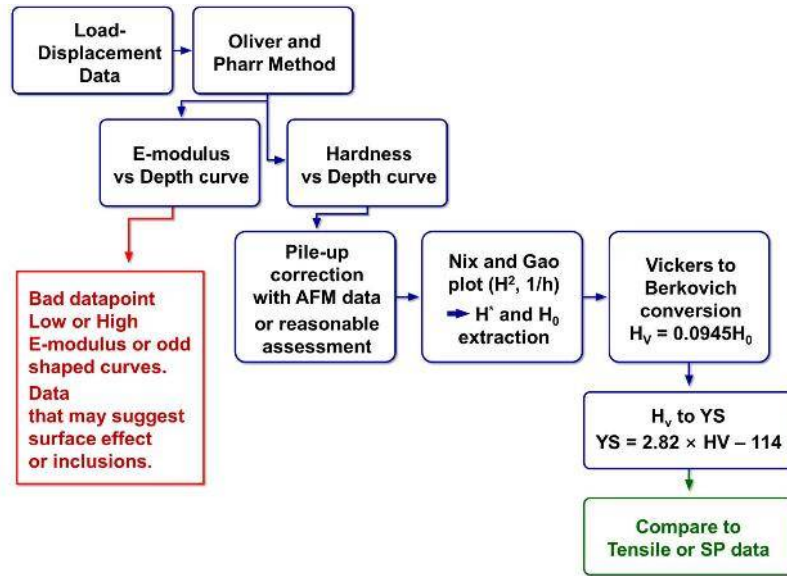 Load-
Displacement
Data
Oliver and
Pharr Method
E-modulus
vs Depth curve
Hardness
vs Depth curve
Bad datapoint
Low or High
E-modulus or odd
shaped curves.
Data
that may suggest
surface effect
or inclusions.
Pile-up
correction
with AFM data
or reasonable
assessment
Nix and Gao
plot (H², 1/h)
➡ H* and H₀
extraction
Vickers to
Berkovich
conversion
Hᵥ = 0.0945H₀
Hᵥ to YS
YS = 2.82 × HV – 114
Compare to
Tensile or SP data